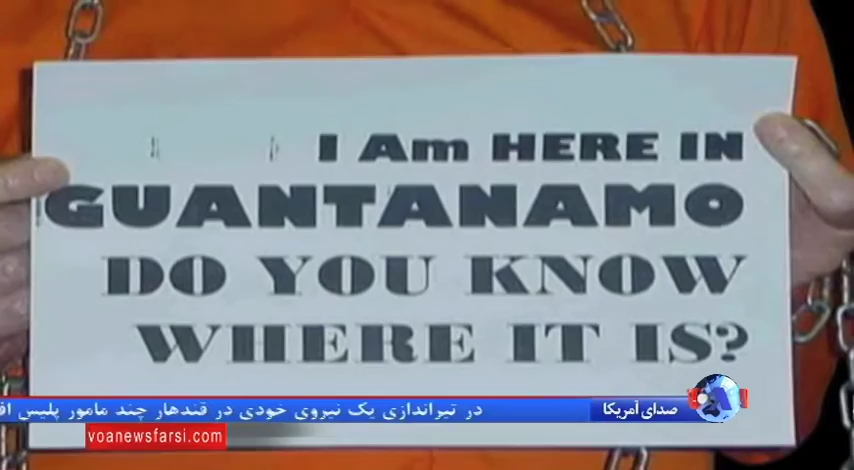 I Am HERE IN
GUANTANAMO
DO YOU KNOW
WHERE IT IS?
صدای آمریکا
در تیراندازی یک نیروی خودی در قندهار چند مامور پلیس
voanewsfarsi.com